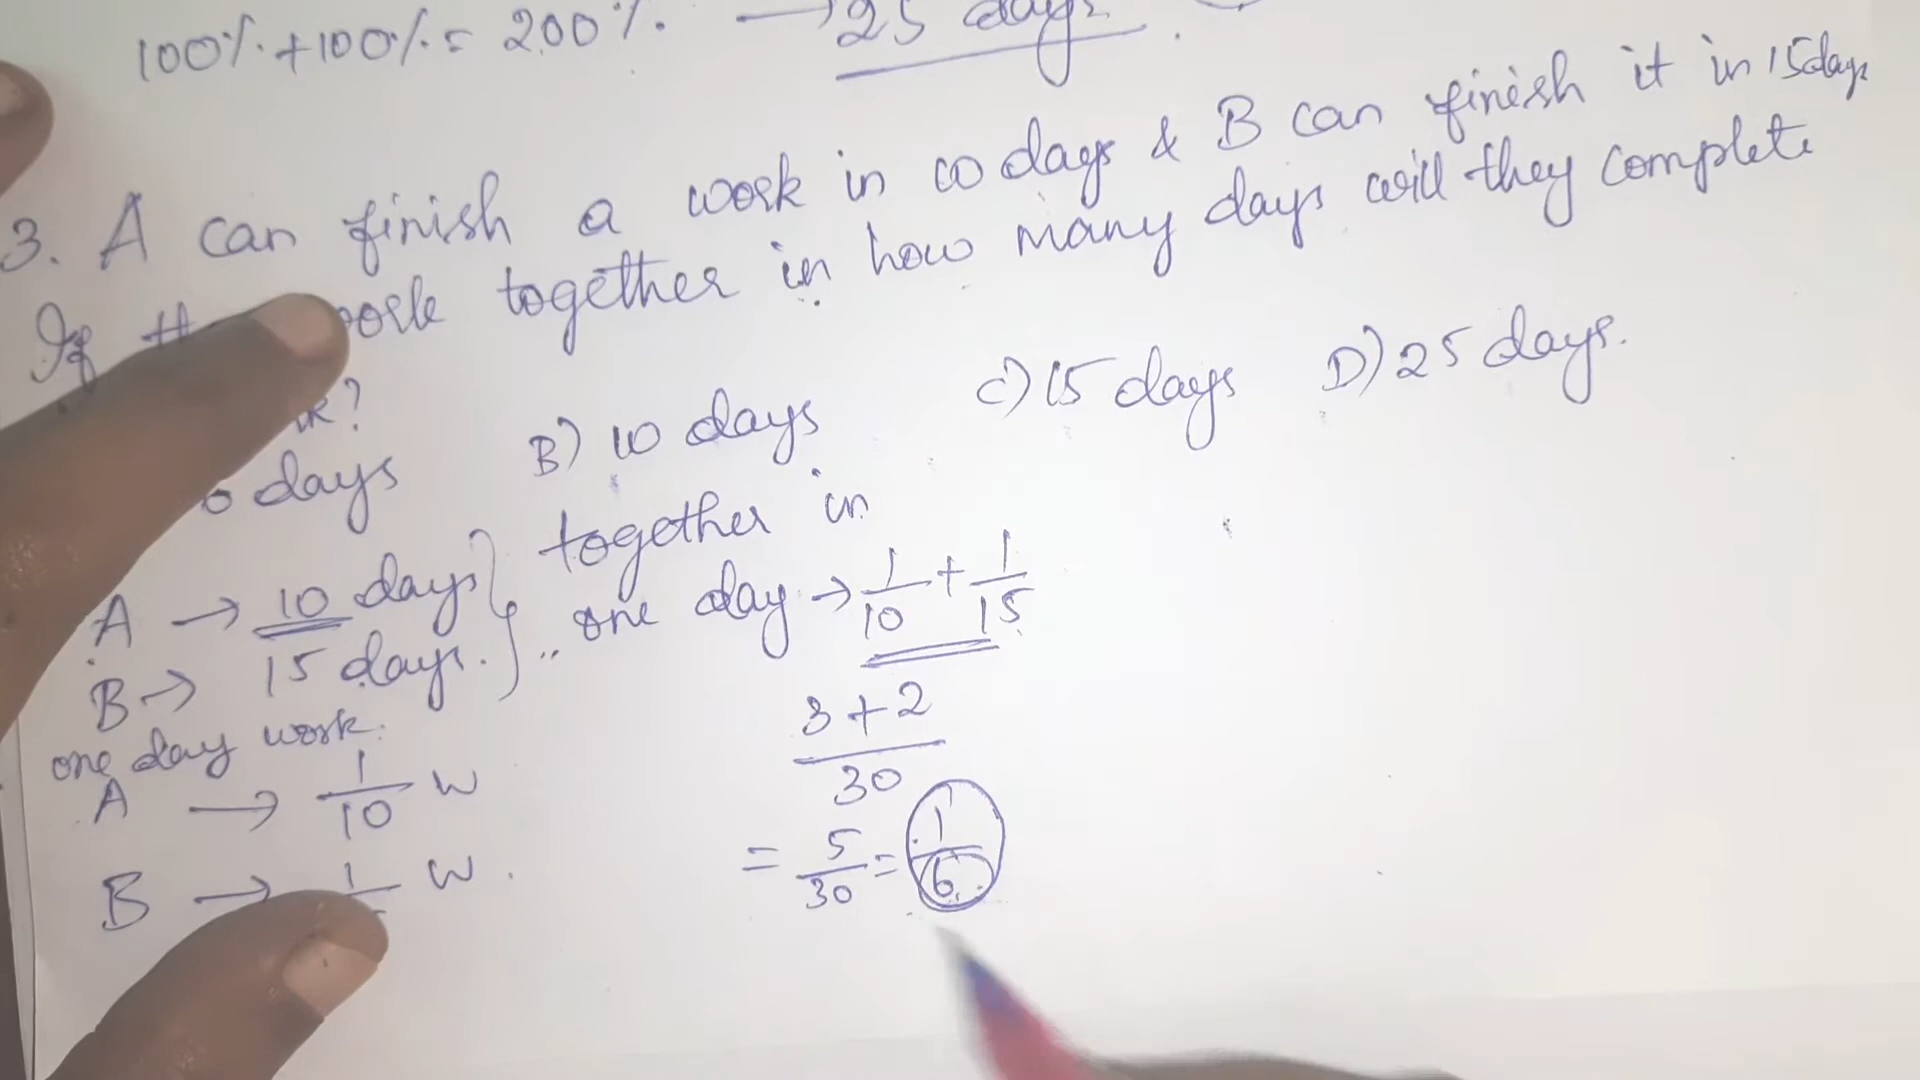 100% + 100% = 200% → 25 days.
3. A can finish a work in 10 days & B can finish it in 15 days
If work together in how many days will they complete
?
days B) 10 days C) 15 days D) 25 days.
A → 10 days } together in
B → 15 days. one day → 1/10 + 1/15
one day work.
3+2/30
A → 1/10 W
= 5/30 = 1/6
B → W.